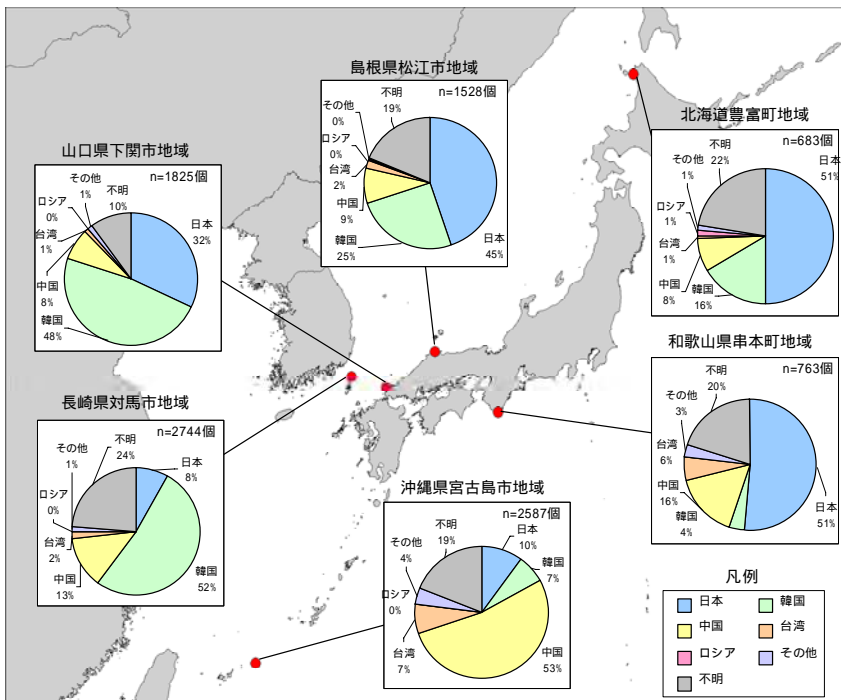 島根県松江市地域
n=1528個
その他
0%
不明
19%
ロシア
0%
台湾
2%
中国
9%
韓国
25%
日本
45%
北海道豊富町地域
n=683個
不明
22%
日本
51%
その他
1%
ロシア
1%
台湾
1%
中国
8%
韓国
16%
山口県下関市地域
n=1825個
その他
1%
不明
10%
ロシア
0%
日本
32%
台湾
1%
中国
8%
韓国
48%
和歌山県串本町地域
n=763個
不明
20%
その他
3%
台湾
6%
中国
16%
韓国
4%
日本
51%
長崎県対馬市地域
n=2744個
その他
1%
不明
24%
日本
8%
ロシア
0%
台湾
2%
中国
13%
韓国
52%
沖縄県宮古島市地域
n=2587個
不明
19%
日本
10%
その他
4%
韓国
7%
ロシア
0%
台湾
7%
中国
53%
凡例
日本
韓国
中国
台湾
ロシア
その他
不明